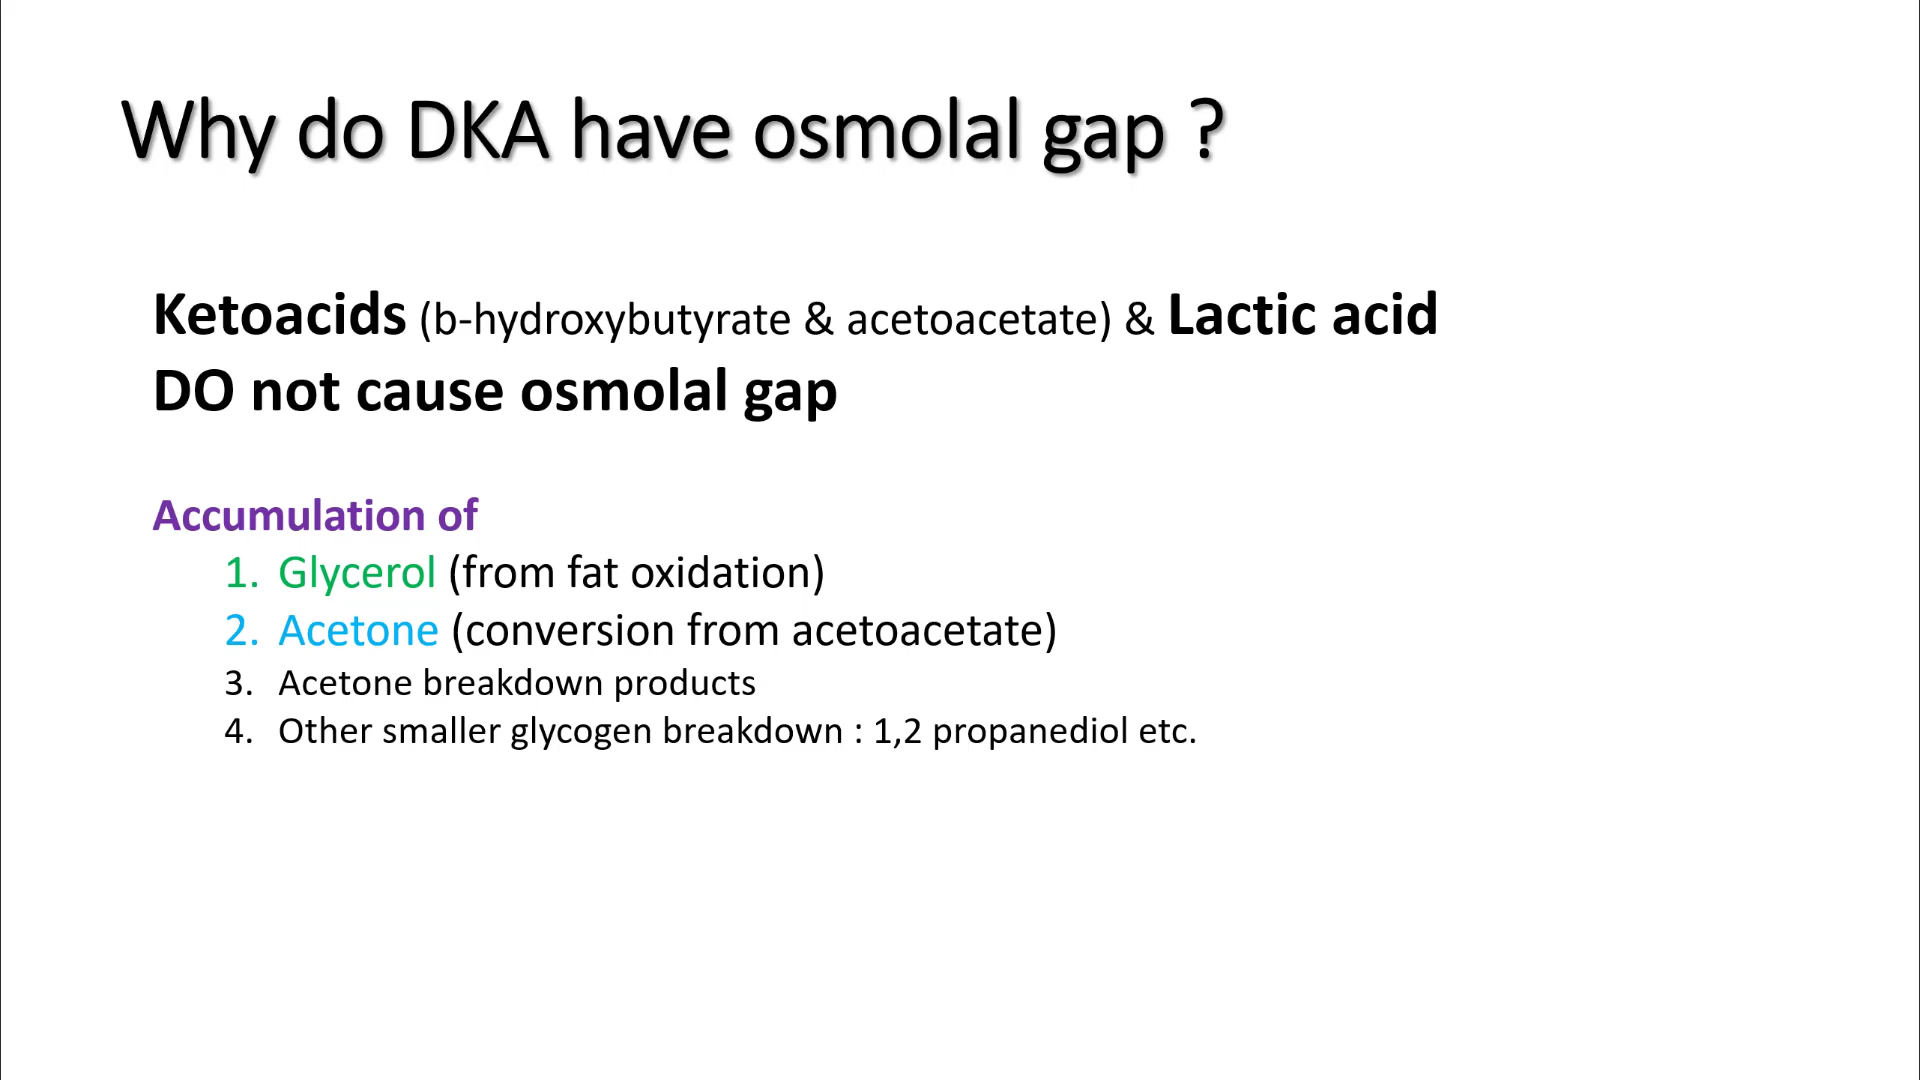 Why do DKA have osmolal gap ?
Ketoacids (b-hydroxybutyrate & acetoacetate) & Lactic acid
DO not cause osmolal gap
Accumulation of
1. Glycerol (from fat oxidation)
2. Acetone (conversion from acetoacetate)
3. Acetone breakdown products
4. Other smaller glycogen breakdown : 1,2 propanediol etc.